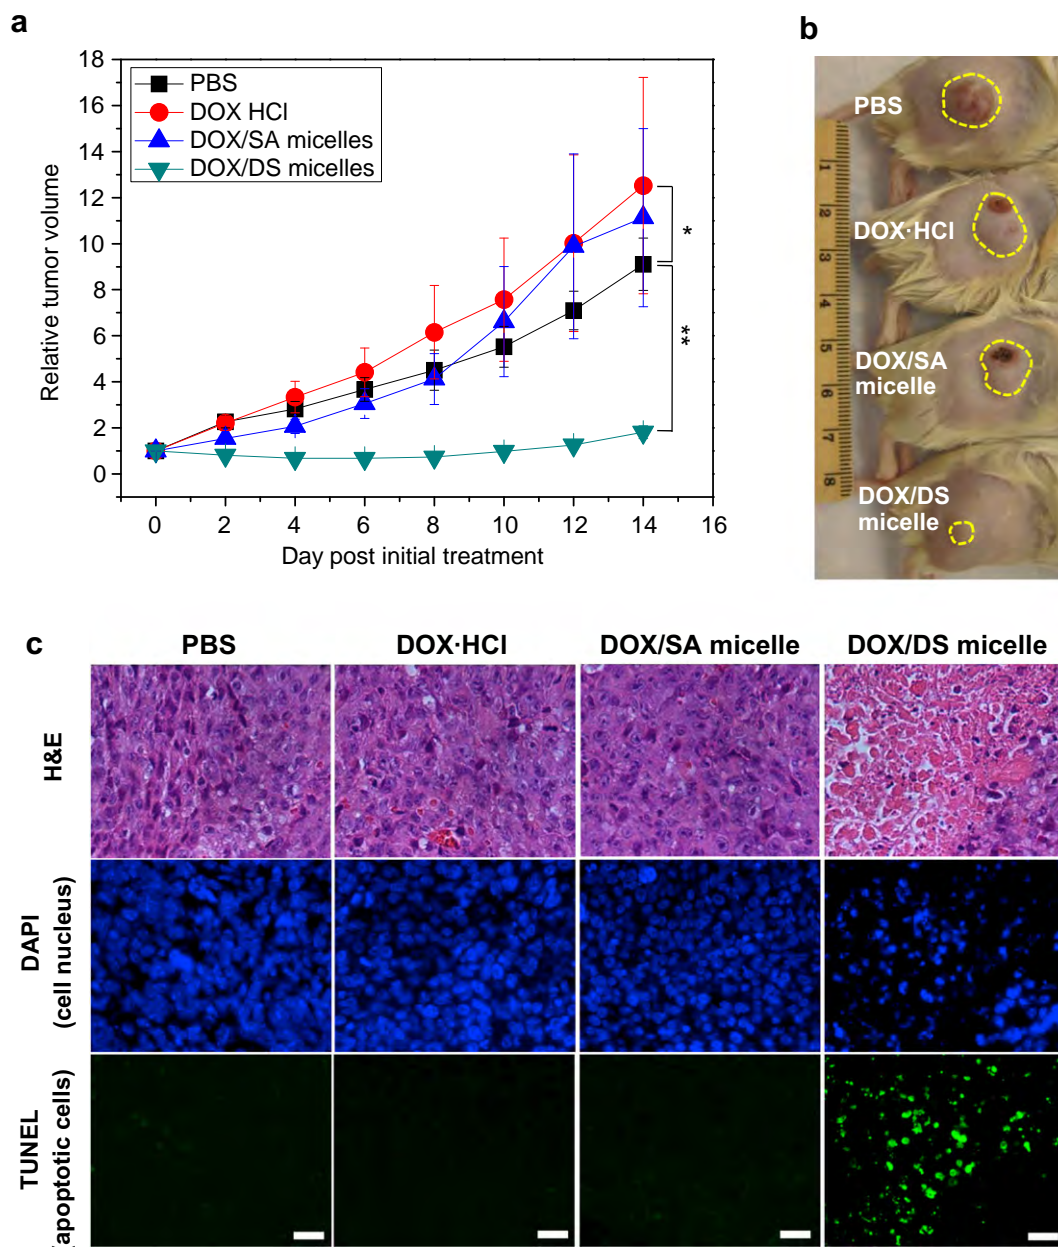 a
Relative tumor volume
18
16
14
12
10
8
6
4
2
0
PBS
DOX HCl
DOX/SA micelles
DOX/DS micelles
*
**
0 2 4 6 8 10 12 14 16
Day post initial treatment
b
PBS
DOX·HCl
DOX/SA
micelle
DOX/DS
micelle
1
2
3
4
5
6
7
8
c
PBS DOX·HCl DOX/SA micelle DOX/DS micelle
H&E
DAPI
(cell nucleus)
TUNEL
apoptotic cells)